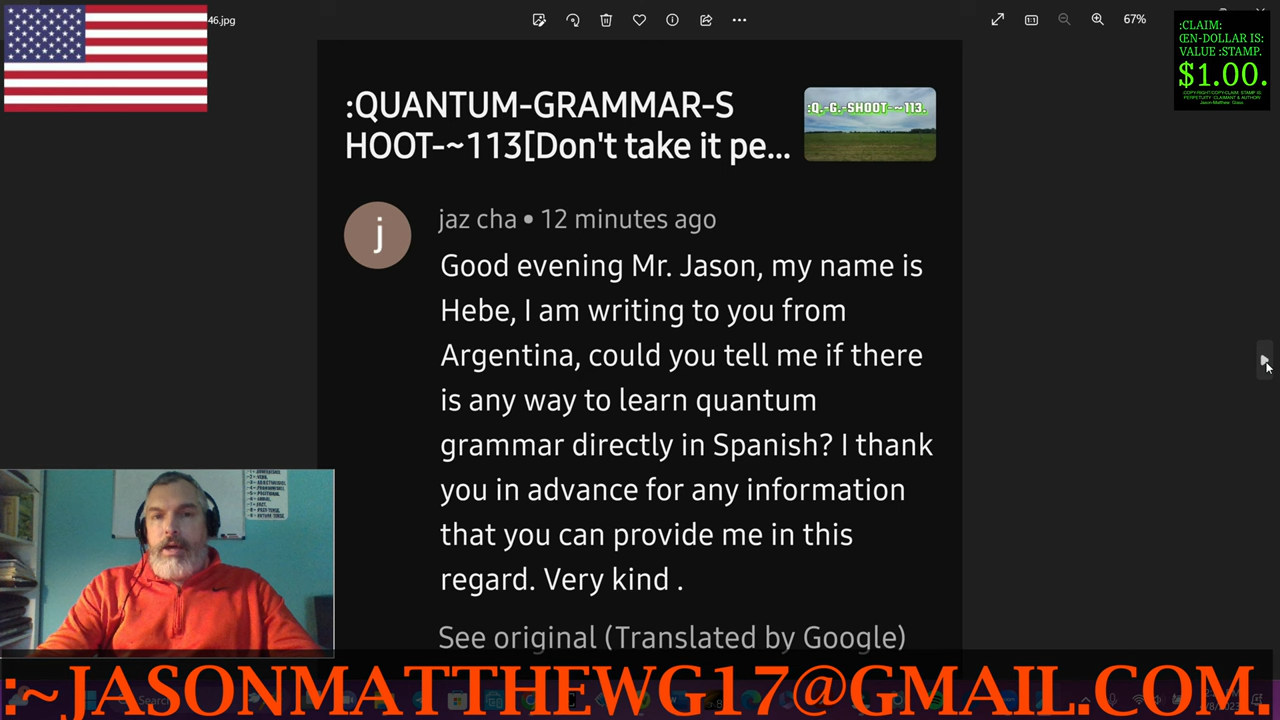 46.jpg
67%
:CLAIM:
ŒN-DOLLAR IS:
VALUE :STAMP.
$1.00.
:QUANTUM-GRAMMAR-S
HOOT-~113[Don't take it pe...
:Q.-G.-SHOOT-~113.
j
jaz cha • 12 minutes ago
Good evening Mr. Jason, my name is
Hebe, I am writing to you from
Argentina, could you tell me if there
is any way to learn quantum
grammar directly in Spanish? I thank
you in advance for any information
that you can provide me in this
regard. Very kind .
See original (Translated by Google)
:~JASONMATTHEWG17@GMAIL.COM.
Search